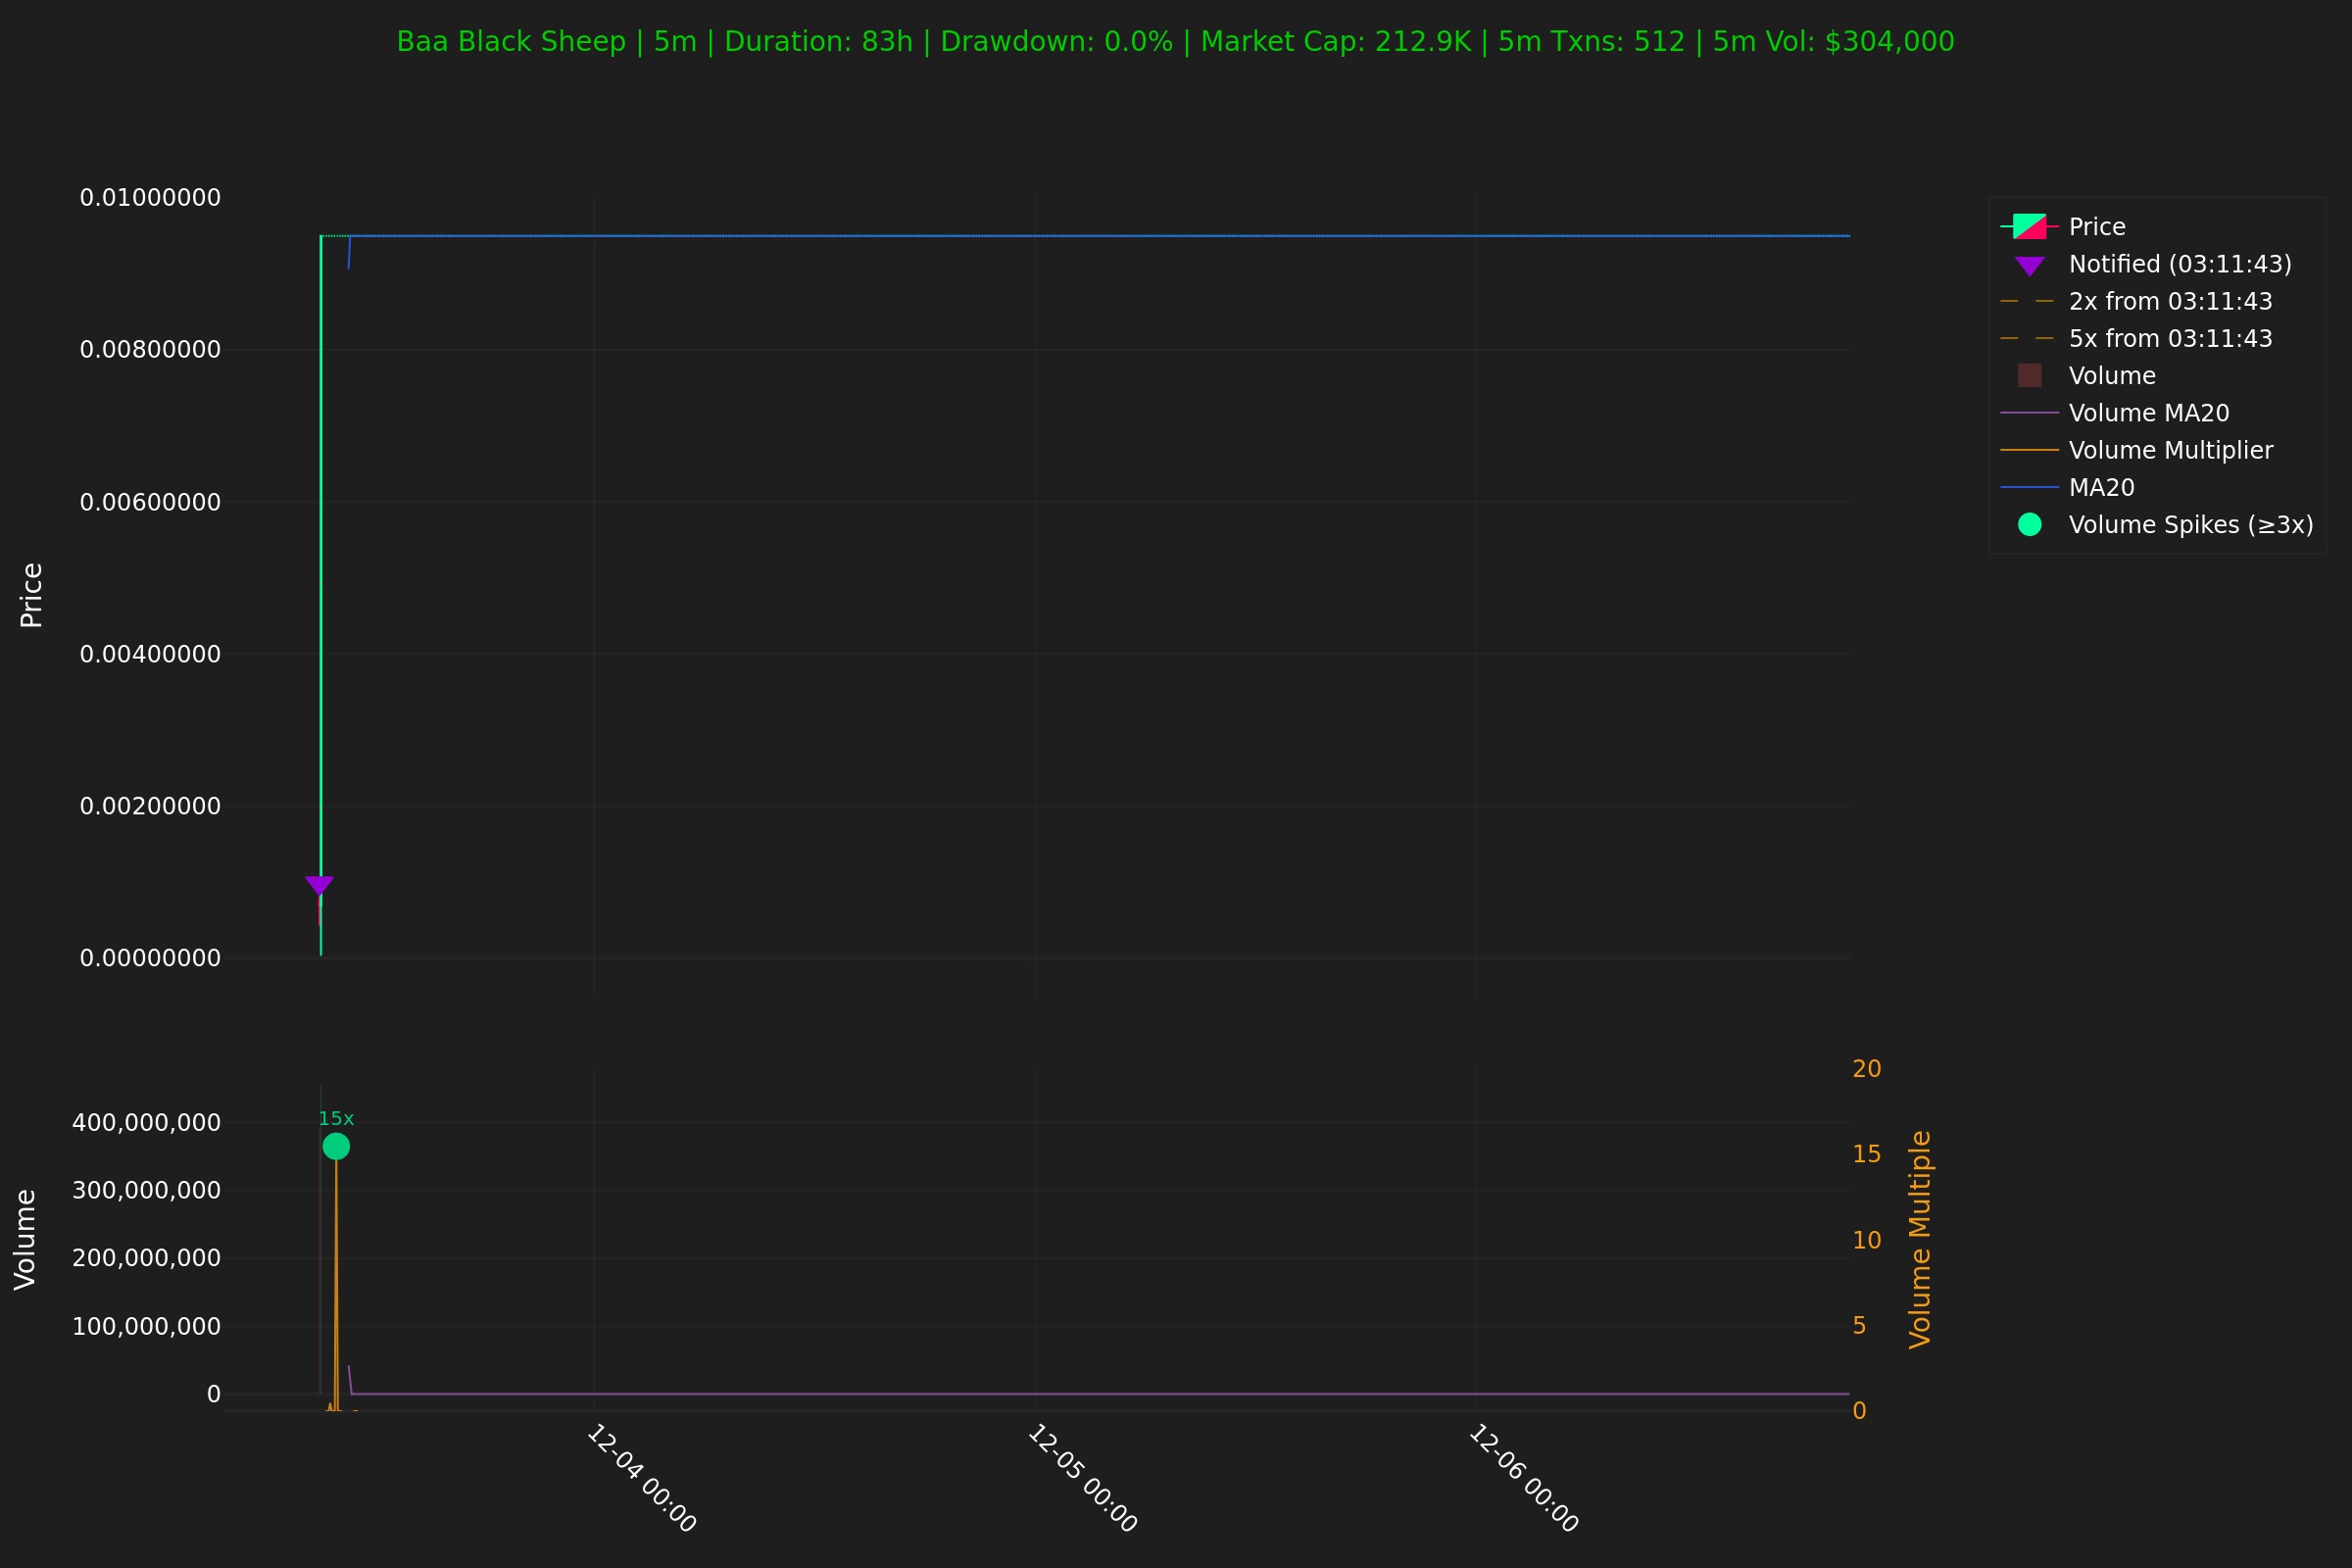 Baa Black Sheep | 5m | Duration: 83h | Drawdown: 0.0% | Market Cap: 212.9K | 5m Txns: 512 | 5m Vol: $304,000
Price
0.01000000
0.00800000
0.00600000
0.00400000
0.00200000
0.00000000
Price
Notified (03:11:43)
2x from 03:11:43
5x from 03:11:43
Volume
Volume MA20
Volume Multiplier
MA20
Volume Spikes (≥3x)
Volume
400,000,000
300,000,000
200,000,000
100,000,000
0
15x
20
15
10
5
0
Volume Multiple
12-04 00:00
12-05 00:00
12-06 00:00